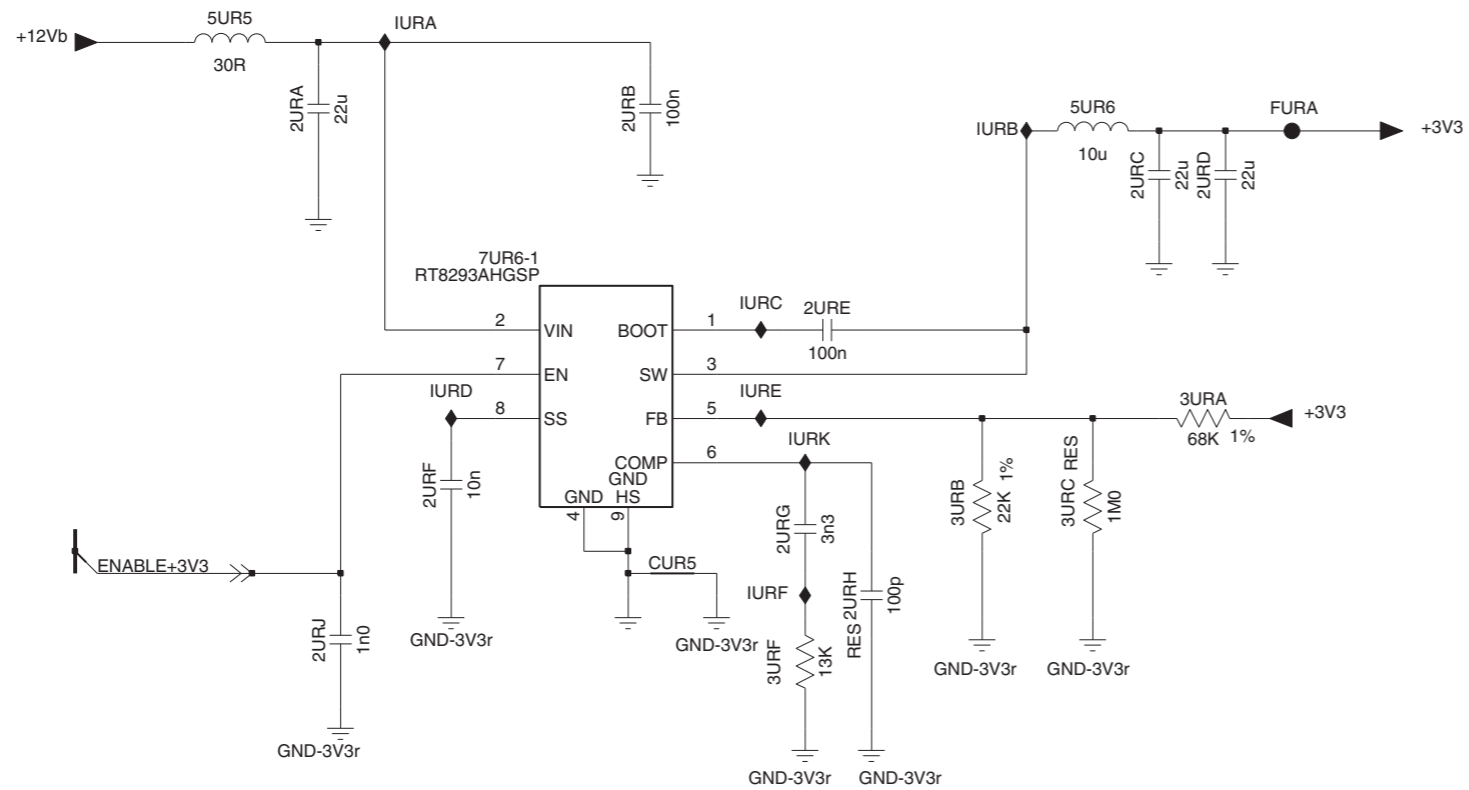 5UR5
IURA
+12Vb
30R
2URA
22u
2URB
100n
5UR6
FURA
IURB
+3V3
10u
2URC
22u
2URD
22u
7UR6-1
RT8293AHGSP
IURC
2URE
2
VIN
BOOT
1
100n
7
EN
SW
3
IURD
IURE
3URA
8
SS
FB
5
+3V3
68K
1%
IURK
COMP
6
GND
GND
HS
4
9
2URF
10n
2URG
3n3
3URB
22K
1%
3URC
RES
1M0
ENABLE+3V3
CUR5
IURF
RES
2URH
100p
2URJ
1n0
GND-3V3r
GND-3V3r
3URF
13K
GND-3V3r
GND-3V3r
GND-3V3r
GND-3V3r
GND-3V3r